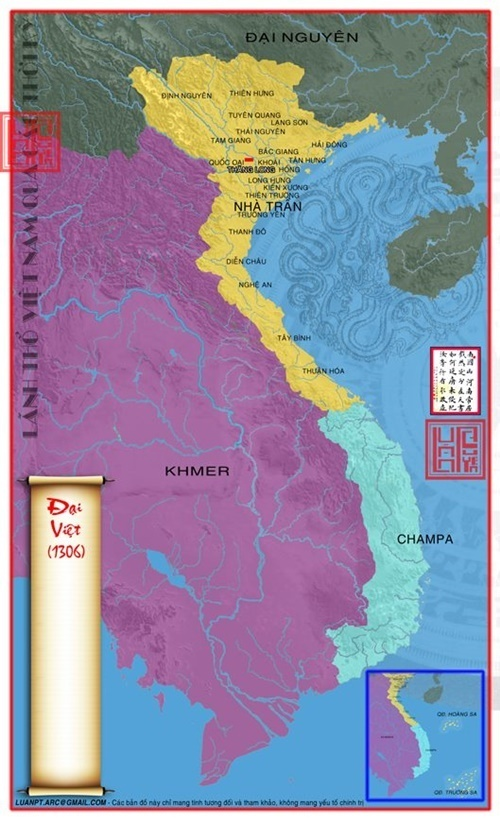 ĐẠI NGUYÊN
ĐỊNH NGUYÊN
THIÊN HƯNG
TUYÊN QUANG
LẠNG SƠN
THÁI NGUYÊN
TAM GIANG
HẢI ĐÔNG
BẮC GIANG
QUỐC OAI
KHOÁI
TÂN HƯNG
THĂNG LONG
HỒNG
LONG HƯNG
KIẾN XƯƠNG
THIÊN TRƯỜNG
NHÀ TRẦN
TRƯỜNG YÊN
THANH ĐÔ
DIỄN CHÂU
NGHỆ AN
TÂY BÌNH
THUẬN HÓA
LÃNH THỔ VIỆT NAM QUA
KHMER
CHAMPA
Đại
Việt
(1306)
QĐ. HOÀNG SA
QĐ. TRƯỜNG SA
LUANPT.ARC@GMAIL.COM - Các bản đồ này chỉ mang tính tương đối và tham khảo, không mang yếu tố chính trị